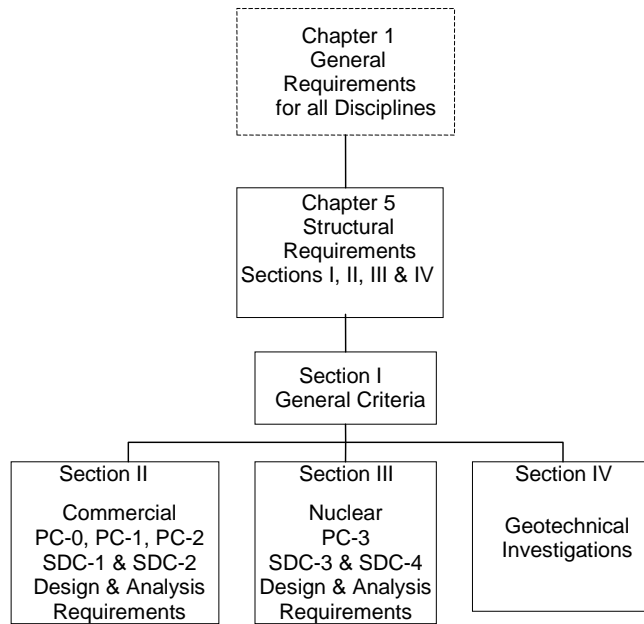 Chapter 1
General
Requirements
for all Disciplines
Chapter 5
Structural
Requirements
Sections I, II, III & IV
Section I
General Criteria
Section II
Commercial
PC-0, PC-1, PC-2
SDC-1 & SDC-2
Design & Analysis
Requirements
Section III
Nuclear
PC-3
SDC-3 & SDC-4
Design & Analysis
Requirements
Section IV
Geotechnical
Investigations